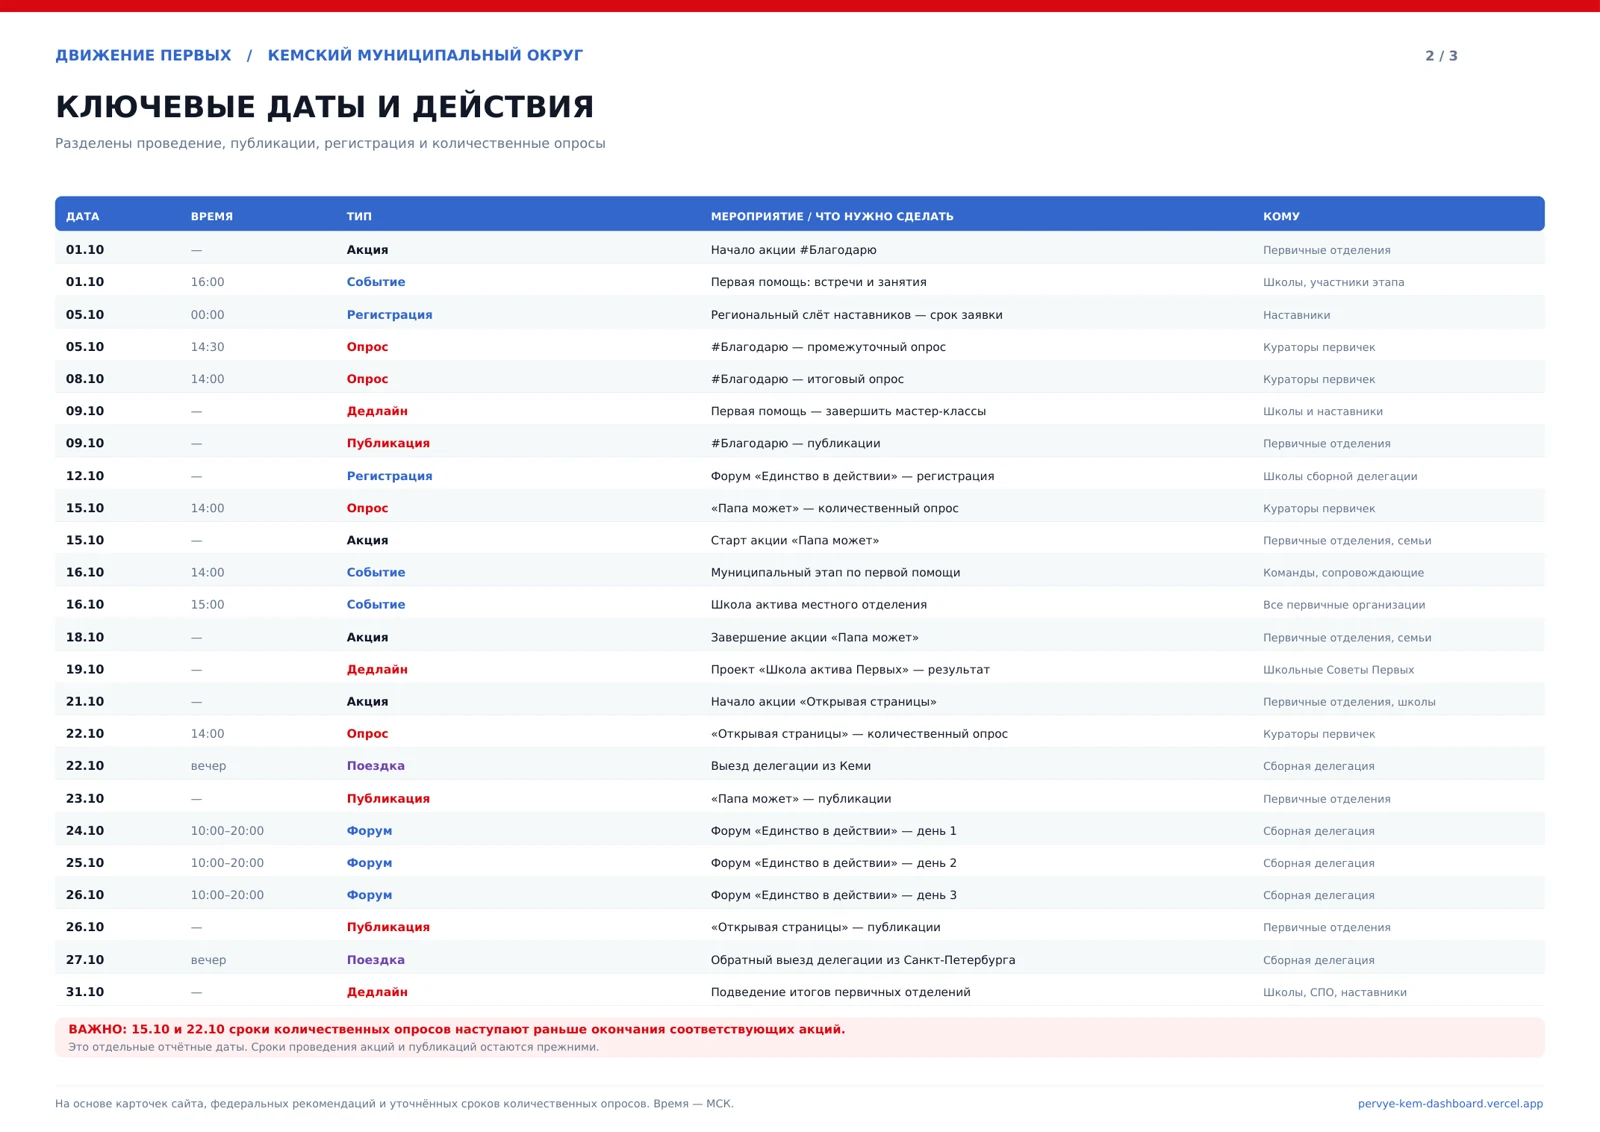 ДВИЖЕНИЕ ПЕРВЫХ / КЕМСКИЙ МУНИЦИПАЛЬНЫЙ ОКРУГ 2 / 3
КЛЮЧЕВЫЕ ДАТЫ И ДЕЙСТВИЯ
Разделены проведение, публикации, регистрация и количественные опросы
ДАТА ВРЕМЯ ТИП МЕРОПРИЯТИЕ / ЧТО НУЖНО СДЕЛАТЬ КОМУ
01.10 — Акция Начало акции #Благодарю Первичные отделения
01.10 16:00 Событие Первая помощь: встречи и занятия Школы, участники этапа
05.10 00:00 Регистрация Региональный слёт наставников — срок заявки Наставники
05.10 14:30 Опрос #Благодарю — промежуточный опрос Кураторы первичек
08.10 14:00 Опрос #Благодарю — итоговый опрос Кураторы первичек
09.10 — Дедлайн Первая помощь — завершить мастер-классы Школы и наставники
09.10 — Публикация #Благодарю — публикации Первичные отделения
12.10 — Регистрация Форум «Единство в действии» — регистрация Школы сборной делегации
15.10 14:00 Опрос «Папа может» — количественный опрос Кураторы первичек
15.10 — Акция Старт акции «Папа может» Первичные отделения, семьи
16.10 14:00 Событие Муниципальный этап по первой помощи Команды, сопровождающие
16.10 15:00 Событие Школа актива местного отделения Все первичные организации
18.10 — Акция Завершение акции «Папа может» Первичные отделения, семьи
19.10 — Дедлайн Проект «Школа актива Первых» — результат Школьные Советы Первых
21.10 — Акция Начало акции «Открывая страницы» Первичные отделения, школы
22.10 14:00 Опрос «Открывая страницы» — количественный опрос Кураторы первичек
22.10 вечер Поездка Выезд делегации из Кеми Сборная делегация
23.10 — Публикация «Папа может» — публикации Первичные отделения
24.10 10:00–20:00 Форум Форум «Единство в действии» — день 1 Сборная делегация
25.10 10:00–20:00 Форум Форум «Единство в действии» — день 2 Сборная делегация
26.10 10:00–20:00 Форум Форум «Единство в действии» — день 3 Сборная делегация
26.10 — Публикация «Открывая страницы» — публикации Первичные отделения
27.10 вечер Поездка Обратный выезд делегации из Санкт-Петербурга Сборная делегация
31.10 — Дедлайн Подведение итогов первичных отделений Школы, СПО, наставники
ВАЖНО: 15.10 и 22.10 сроки количественных опросов наступают раньше окончания соответствующих акций.
Это отдельные отчётные даты. Сроки проведения акций и публикаций остаются прежними.
На основе карточек сайта, федеральных рекомендаций и уточнённых сроков количественных опросов. Время — МСК. pervye-kem-dashboard.vercel.app